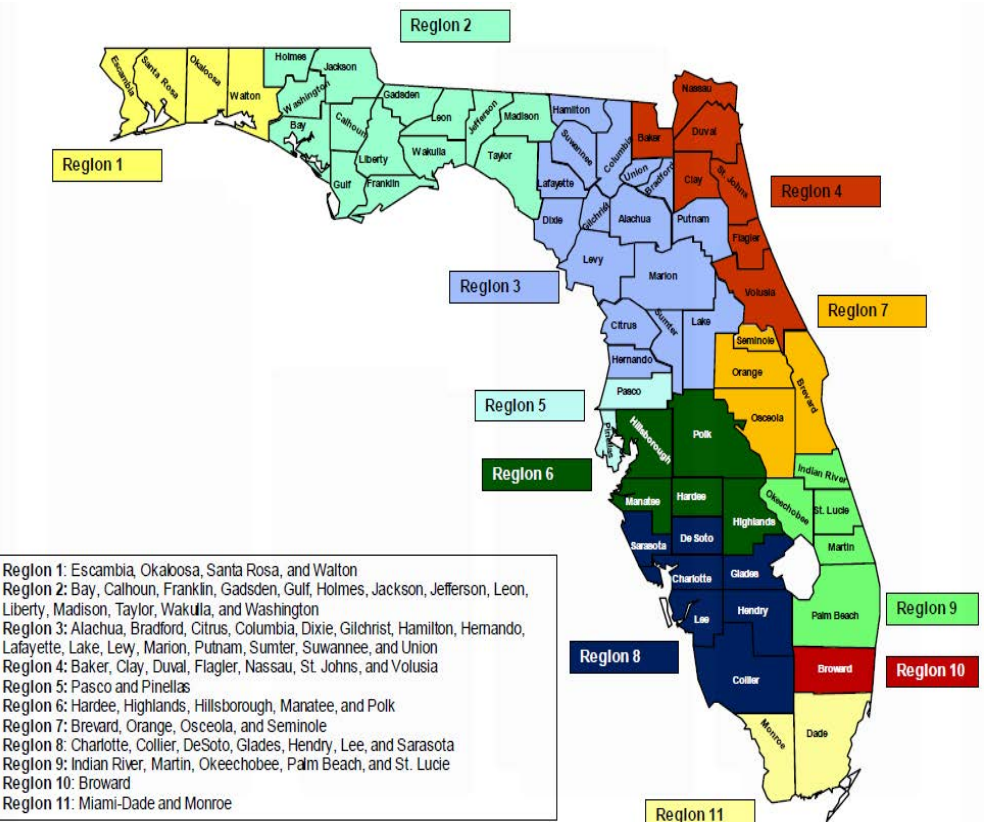 Region 2
Holmes
Jackson
Escambia
Santa Rosa
Okaloosa
Walton
Washington
Bay
Calhoun
Gadsden
Leon
Jefferson
Madison
Liberty
Wakulla
Taylor
Gulf
Franklin
Region 1
Hamilton
Suwannee
Columbia
Baker
Nassau
Duval
Union
Bradford
Clay
St. Johns
Lafayette
Region 4
Dixie
Gilchrist
Alachua
Putnam
Flagler
Levy
Marion
Region 3
Volusia
Region 7
Citrus
Sumter
Lake
Seminole
Hernando
Orange
Brevard
Pasco
Region 5
Osceola
Pinellas
Hillsborough
Polk
Region 6
Indian River
Manatee
Hardee
Highlands
Okeechobee
St. Lucie
Sarasota
De Soto
Martin
Charlotte
Glades
Lee
Hendry
Palm Beach
Region 9
Region 8
Collier
Broward
Region 10
Monroe
Dade
Region 11
Region 1: Escambia, Okaloosa, Santa Rosa, and Walton
Region 2: Bay, Calhoun, Franklin, Gadsden, Gulf, Holmes, Jackson, Jefferson, Leon,
Liberty, Madison, Taylor, Wakulla, and Washington
Region 3: Alachua, Bradford, Citrus, Columbia, Dixie, Gilchrist, Hamilton, Hernando,
Lafayette, Lake, Levy, Marion, Putnam, Sumter, Suwannee, and Union
Region 4: Baker, Clay, Duval, Flagler, Nassau, St. Johns, and Volusia
Region 5: Pasco and Pinellas
Region 6: Hardee, Highlands, Hillsborough, Manatee, and Polk
Region 7: Brevard, Orange, Osceola, and Seminole
Region 8: Charlotte, Collier, DeSoto, Glades, Hendry, Lee, and Sarasota
Region 9: Indian River, Martin, Okeechobee, Palm Beach, and St. Lucie
Region 10: Broward
Region 11: Miami-Dade and Monroe